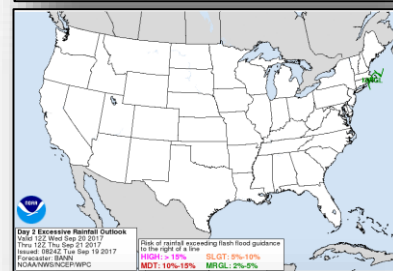 MRGL
NOAA
Day 2 Excessive Rainfall Outlook
Valid 12Z Wed Sep 20 2017
Thru 12Z Thu Sep 21 2017
Issued: 0824Z Tue Sep 19 2017
Forecaster: BANN
NOAA/NWS/NCEP/WPC
Risk of rainfall exceeding flash flood guidance
to the right of a line
HIGH: > 15% SLGT: 5%-10%
MDT: 10%-15% MRGL: 2%-5%